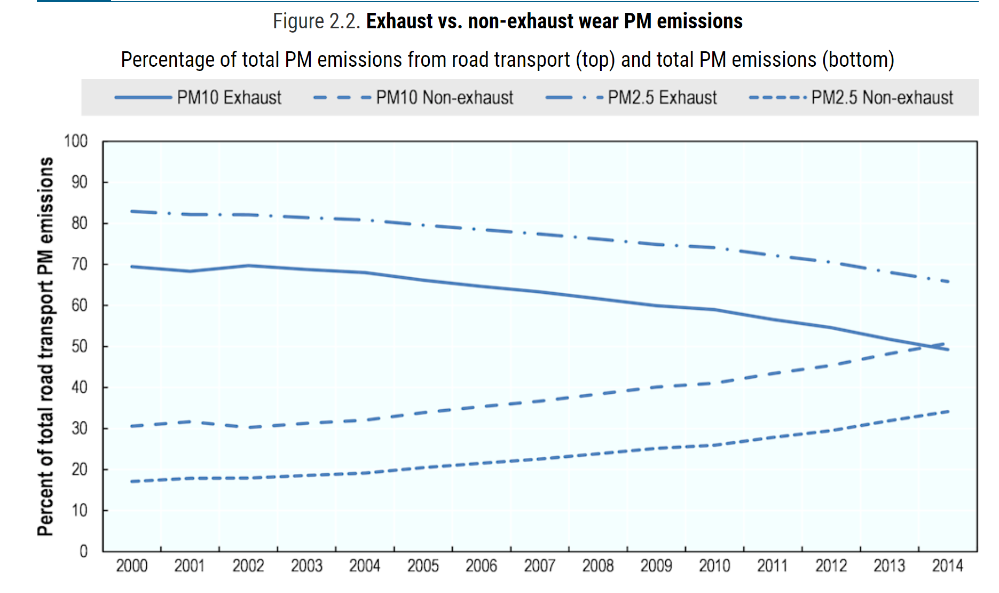 Figure 2.2. Exhaust vs. non-exhaust wear PM emissions
Percentage of total PM emissions from road transport (top) and total PM emissions (bottom)
PM10 Exhaust PM10 Non-exhaust PM2.5 Exhaust PM2.5 Non-exhaust
Percent of total road transport PM emissions
100
90
80
70
60
50
40
30
20
10
0
2000 2001 2002 2003 2004 2005 2006 2007 2008 2009 2010 2011 2012 2013 2014